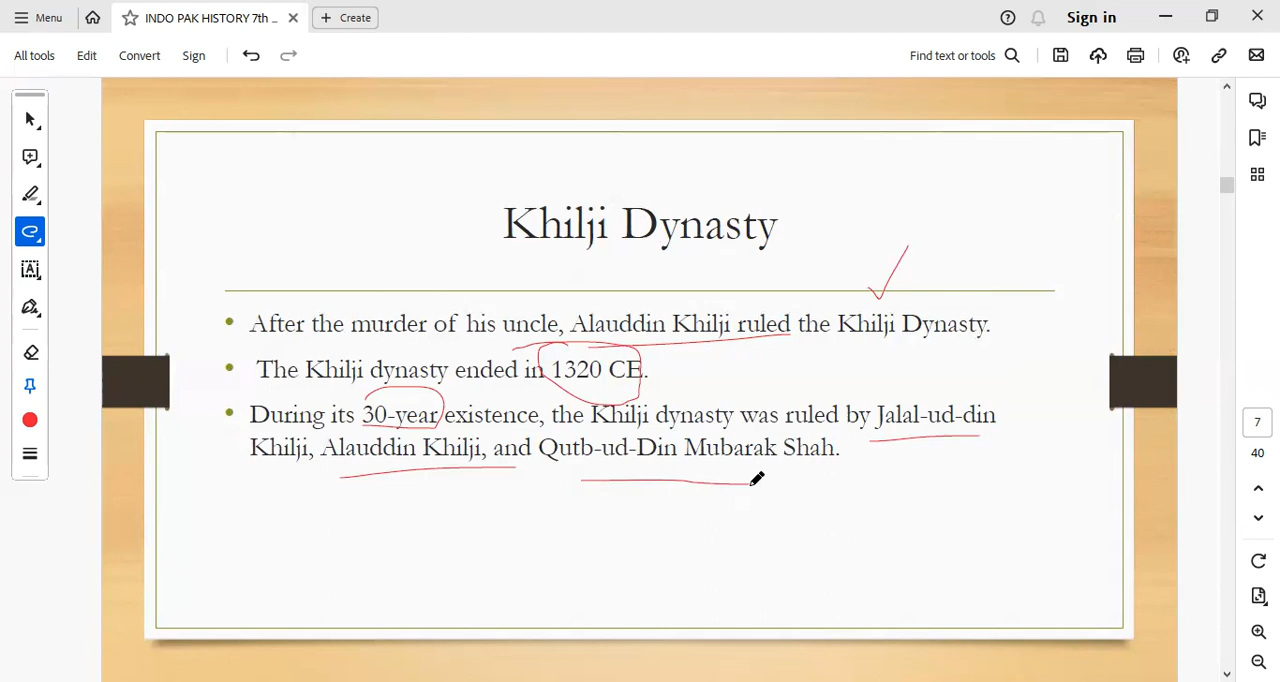 Menu
INDO PAK HISTORY 7th ...
Create
Sign in
All tools
Edit
Convert
Sign
Find text or tools
Khilji Dynasty
• After the murder of his uncle, Alauddin Khilji ruled the Khilji Dynasty.
• The Khilji dynasty ended in 1320 CE.
• During its 30-year existence, the Khilji dynasty was ruled by Jalal-ud-din
Khilji, Alauddin Khilji, and Qutb-ud-Din Mubarak Shah.
7
40